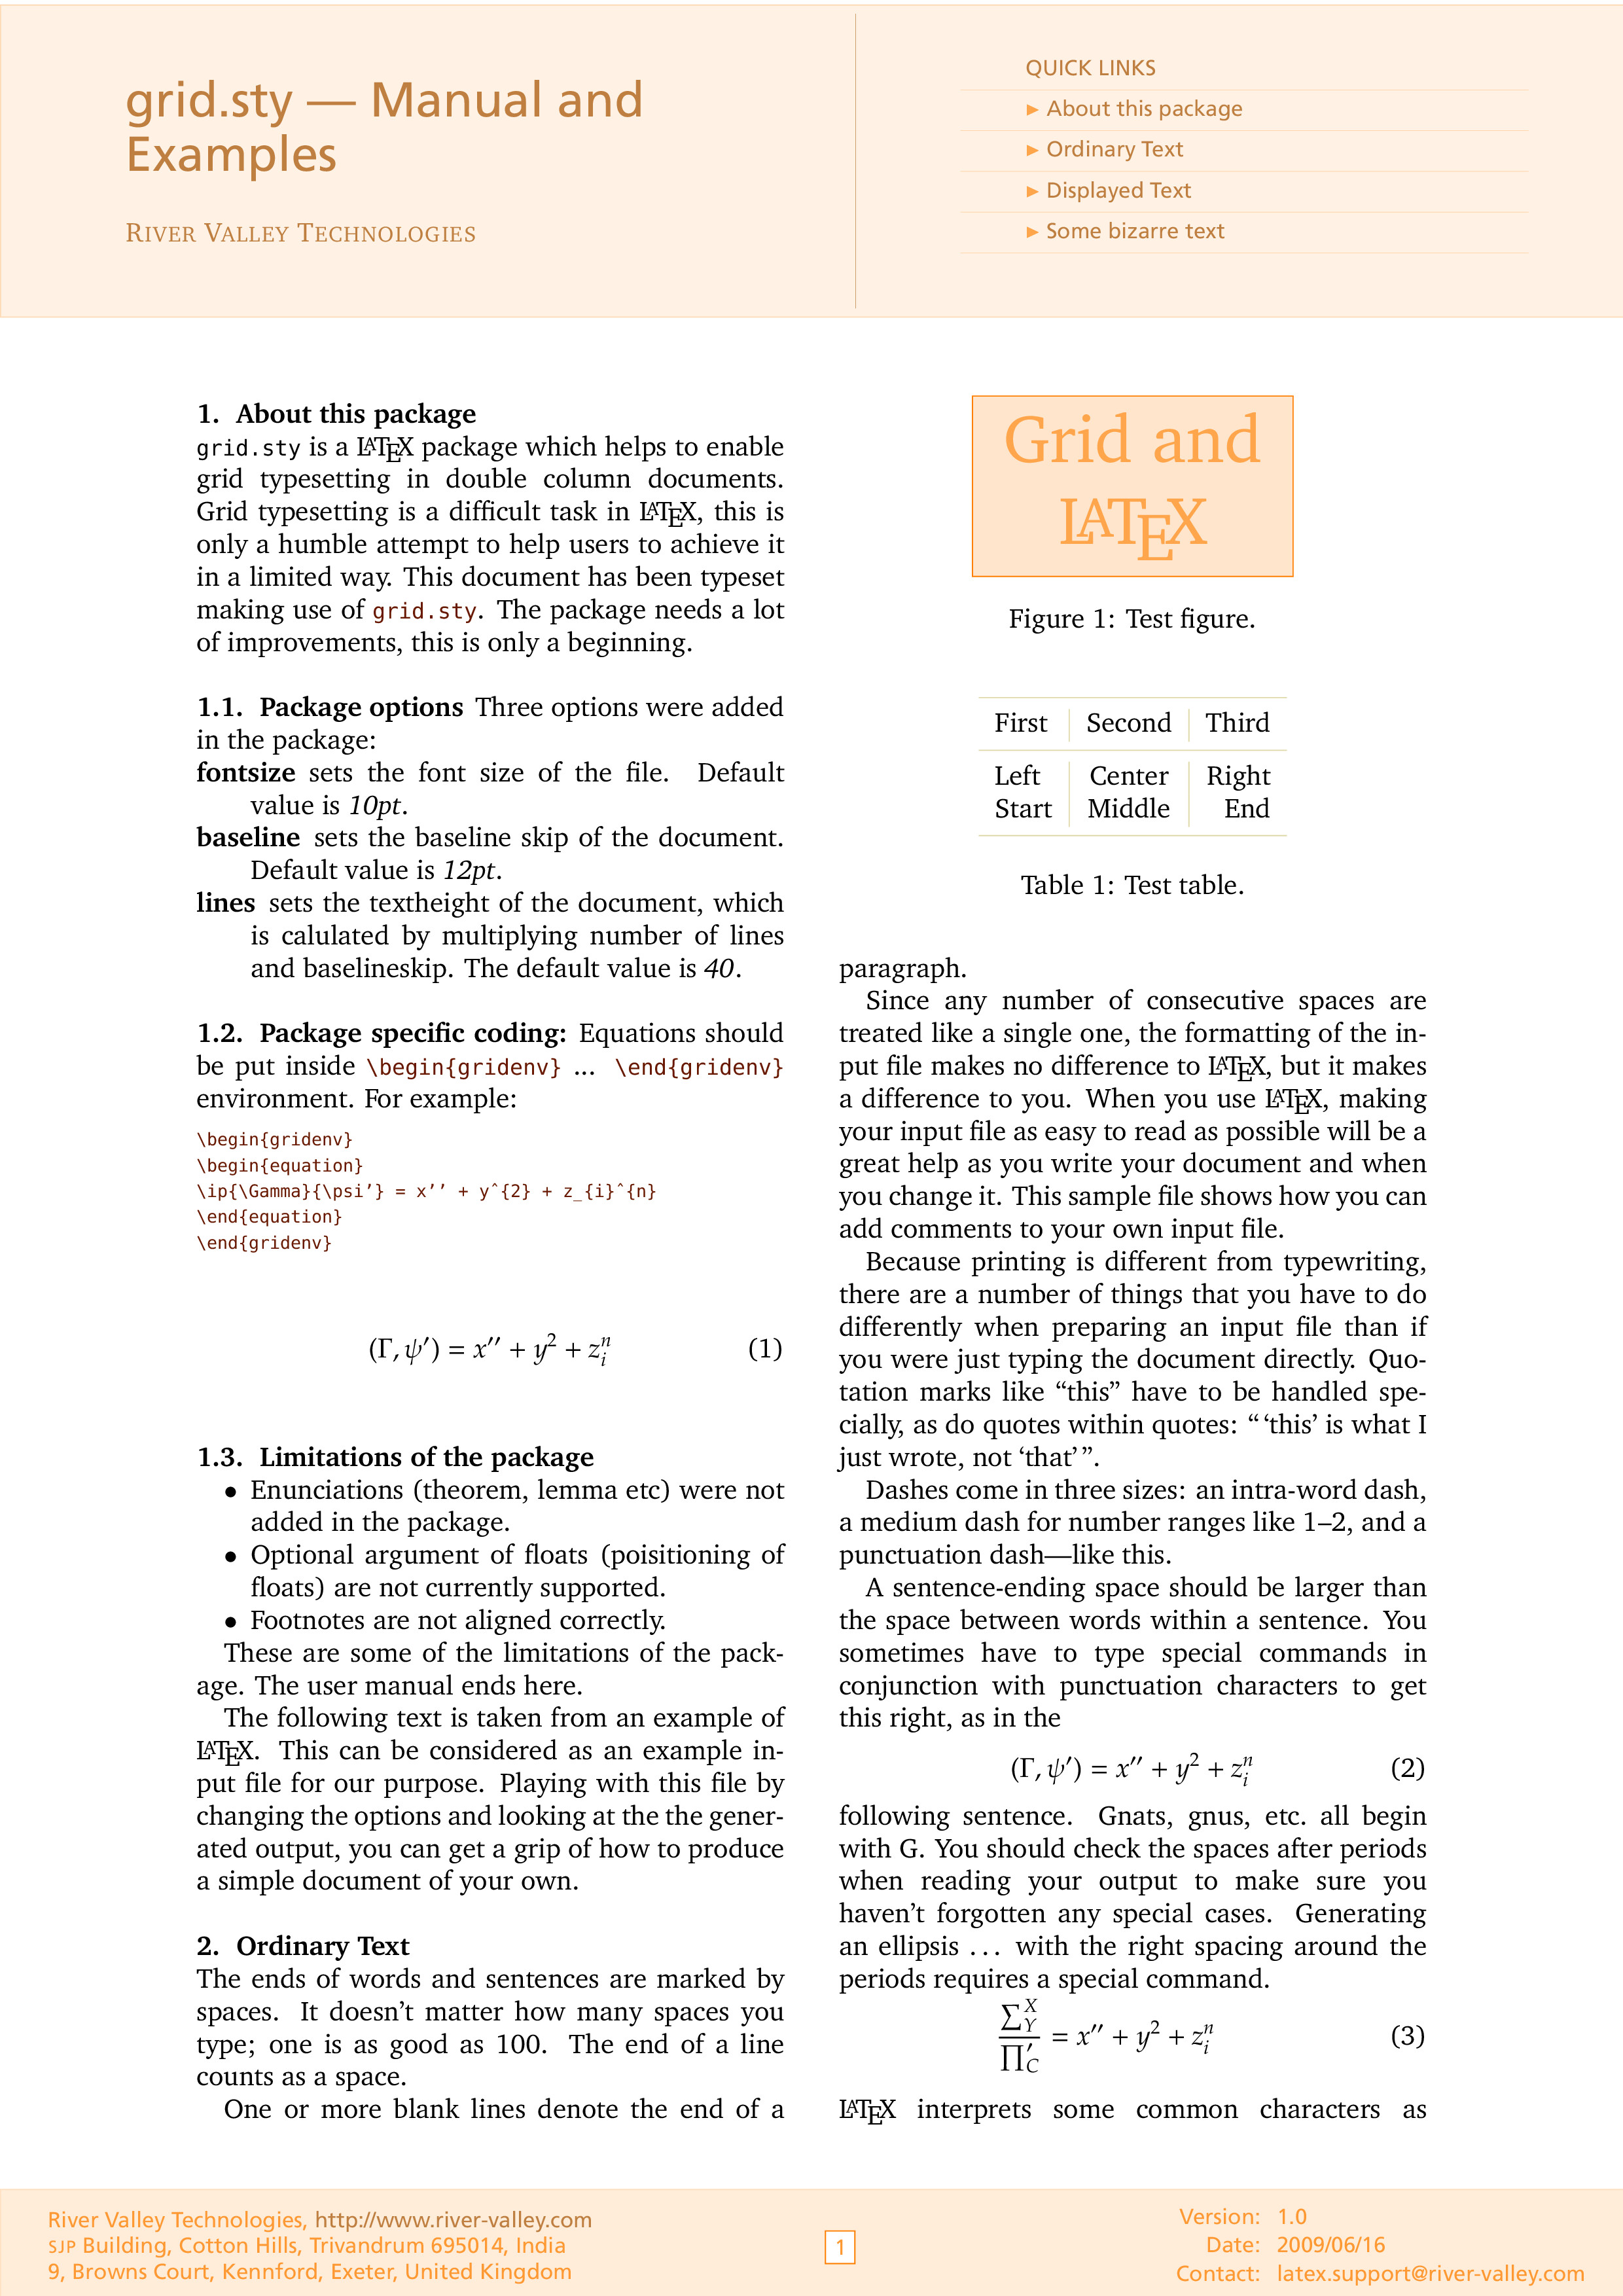 grid.sty — Manual and
Examples
RIVER VALLEY TECHNOLOGIES
QUICK LINKS
► About this package
► Ordinary Text
► Displayed Text
► Some bizarre text
1. About this package
grid.sty is a LATEX package which helps to enable
grid typesetting in double column documents.
Grid typesetting is a difficult task in LATEX, this is
only a humble attempt to help users to achieve it
in a limited way. This document has been typeset
making use of grid.sty. The package needs a lot
of improvements, this is only a beginning.
1.1. Package options Three options were added
in the package:
fontsize sets the font size of the file. Default
value is 10pt.
baseline sets the baseline skip of the document.
Default value is 12pt.
lines sets the textheight of the document, which
is calulated by multiplying number of lines
and baselineskip. The default value is 40.
1.2. Package specific coding: Equations should
be put inside \begin{gridenv} ... \end{gridenv}
environment. For example:
\begin{gridenv}
\begin{equation}
\ip{\Gamma}{\psi’} = x’’ + yˆ{2} + z_{i}ˆ{n}
\end{equation}
\end{gridenv}
(Γ, ψ′) = x′′ + y² + zᵢⁿ (1)
1.3. Limitations of the package
• Enunciations (theorem, lemma etc) were not
added in the package.
• Optional argument of floats (poisitioning of
floats) are not currently supported.
• Footnotes are not aligned correctly.
These are some of the limitations of the pack-
age. The user manual ends here.
The following text is taken from an example of
LATEX. This can be considered as an example in-
put file for our purpose. Playing with this file by
changing the options and looking at the the gener-
ated output, you can get a grip of how to produce
a simple document of your own.
2. Ordinary Text
The ends of words and sentences are marked by
spaces. It doesn’t matter how many spaces you
type; one is as good as 100. The end of a line
counts as a space.
One or more blank lines denote the end of a
Grid and
LATEX
Figure 1: Test figure.
First Second Third
Left Center Right
Start Middle End
Table 1: Test table.
paragraph.
Since any number of consecutive spaces are
treated like a single one, the formatting of the in-
put file makes no difference to LATEX, but it makes
a difference to you. When you use LATEX, making
your input file as easy to read as possible will be a
great help as you write your document and when
you change it. This sample file shows how you can
add comments to your own input file.
Because printing is different from typewriting,
there are a number of things that you have to do
differently when preparing an input file than if
you were just typing the document directly. Quo-
tation marks like “this” have to be handled spe-
cially, as do quotes within quotes: “ ‘this’ is what I
just wrote, not ‘that’ ”.
Dashes come in three sizes: an intra-word dash,
a medium dash for number ranges like 1–2, and a
punctuation dash—like this.
A sentence-ending space should be larger than
the space between words within a sentence. You
sometimes have to type special commands in
conjunction with punctuation characters to get
this right, as in the
(Γ, ψ′) = x′′ + y² + zᵢⁿ (2)
following sentence. Gnats, gnus, etc. all begin
with G. You should check the spaces after periods
when reading your output to make sure you
haven’t forgotten any special cases. Generating
an ellipsis ... with the right spacing around the
periods requires a special command.
∑_Y^X / ∏′_C = x′′ + y² + zᵢⁿ (3)
LATEX interprets some common characters as
River Valley Technologies, http://www.river-valley.com
SJP Building, Cotton Hills, Trivandrum 695014, India
9, Browns Court, Kennford, Exeter, United Kingdom
1
Version: 1.0
Date: 2009/06/16
Contact: latex.support@river-valley.com